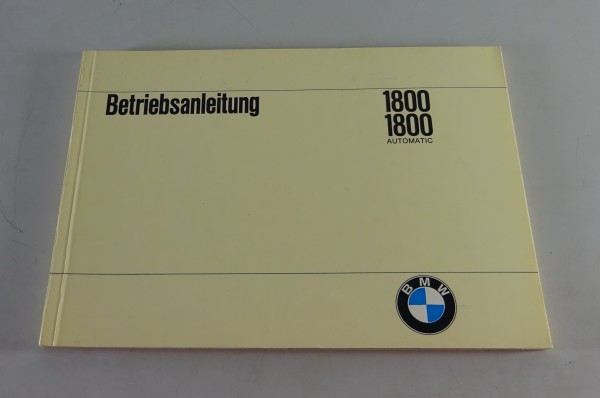 Betriebsanleitung
1800
1800
AUTOMATIC
BMW